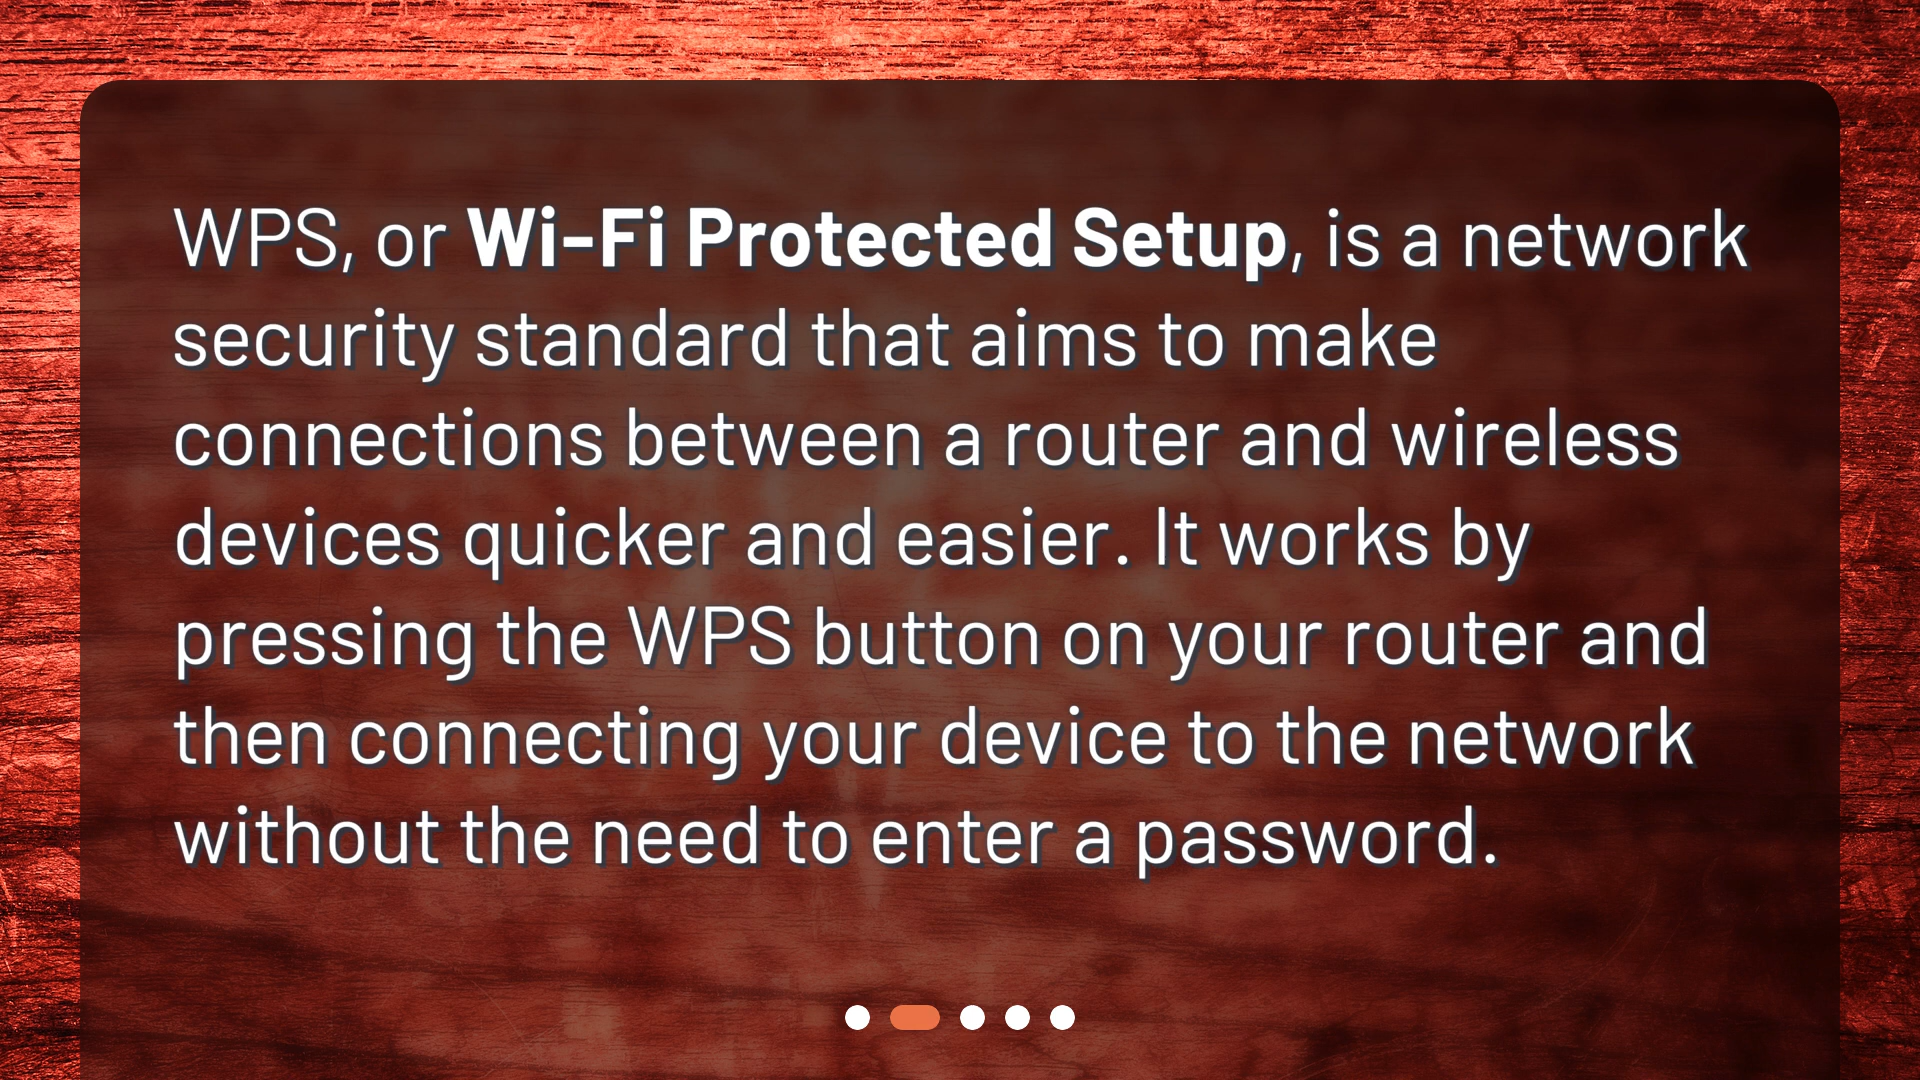 WPS, or Wi-Fi Protected Setup, is a network
security standard that aims to make
connections between a router and wireless
devices quicker and easier. It works by
pressing the WPS button on your router and
then connecting your device to the network
without the need to enter a password.